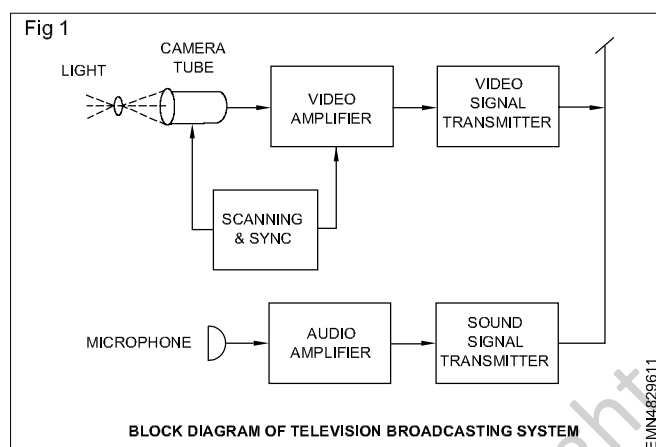 Fig 1
LIGHT
CAMERA
TUBE
VIDEO
AMPLIFIER
VIDEO
SIGNAL
TRANSMITTER
SCANNING
& SYNC
MICROPHONE
AUDIO
AMPLIFIER
SOUND
SIGNAL
TRANSMITTER
BLOCK DIAGRAM OF TELEVISION BROADCASTING SYSTEM